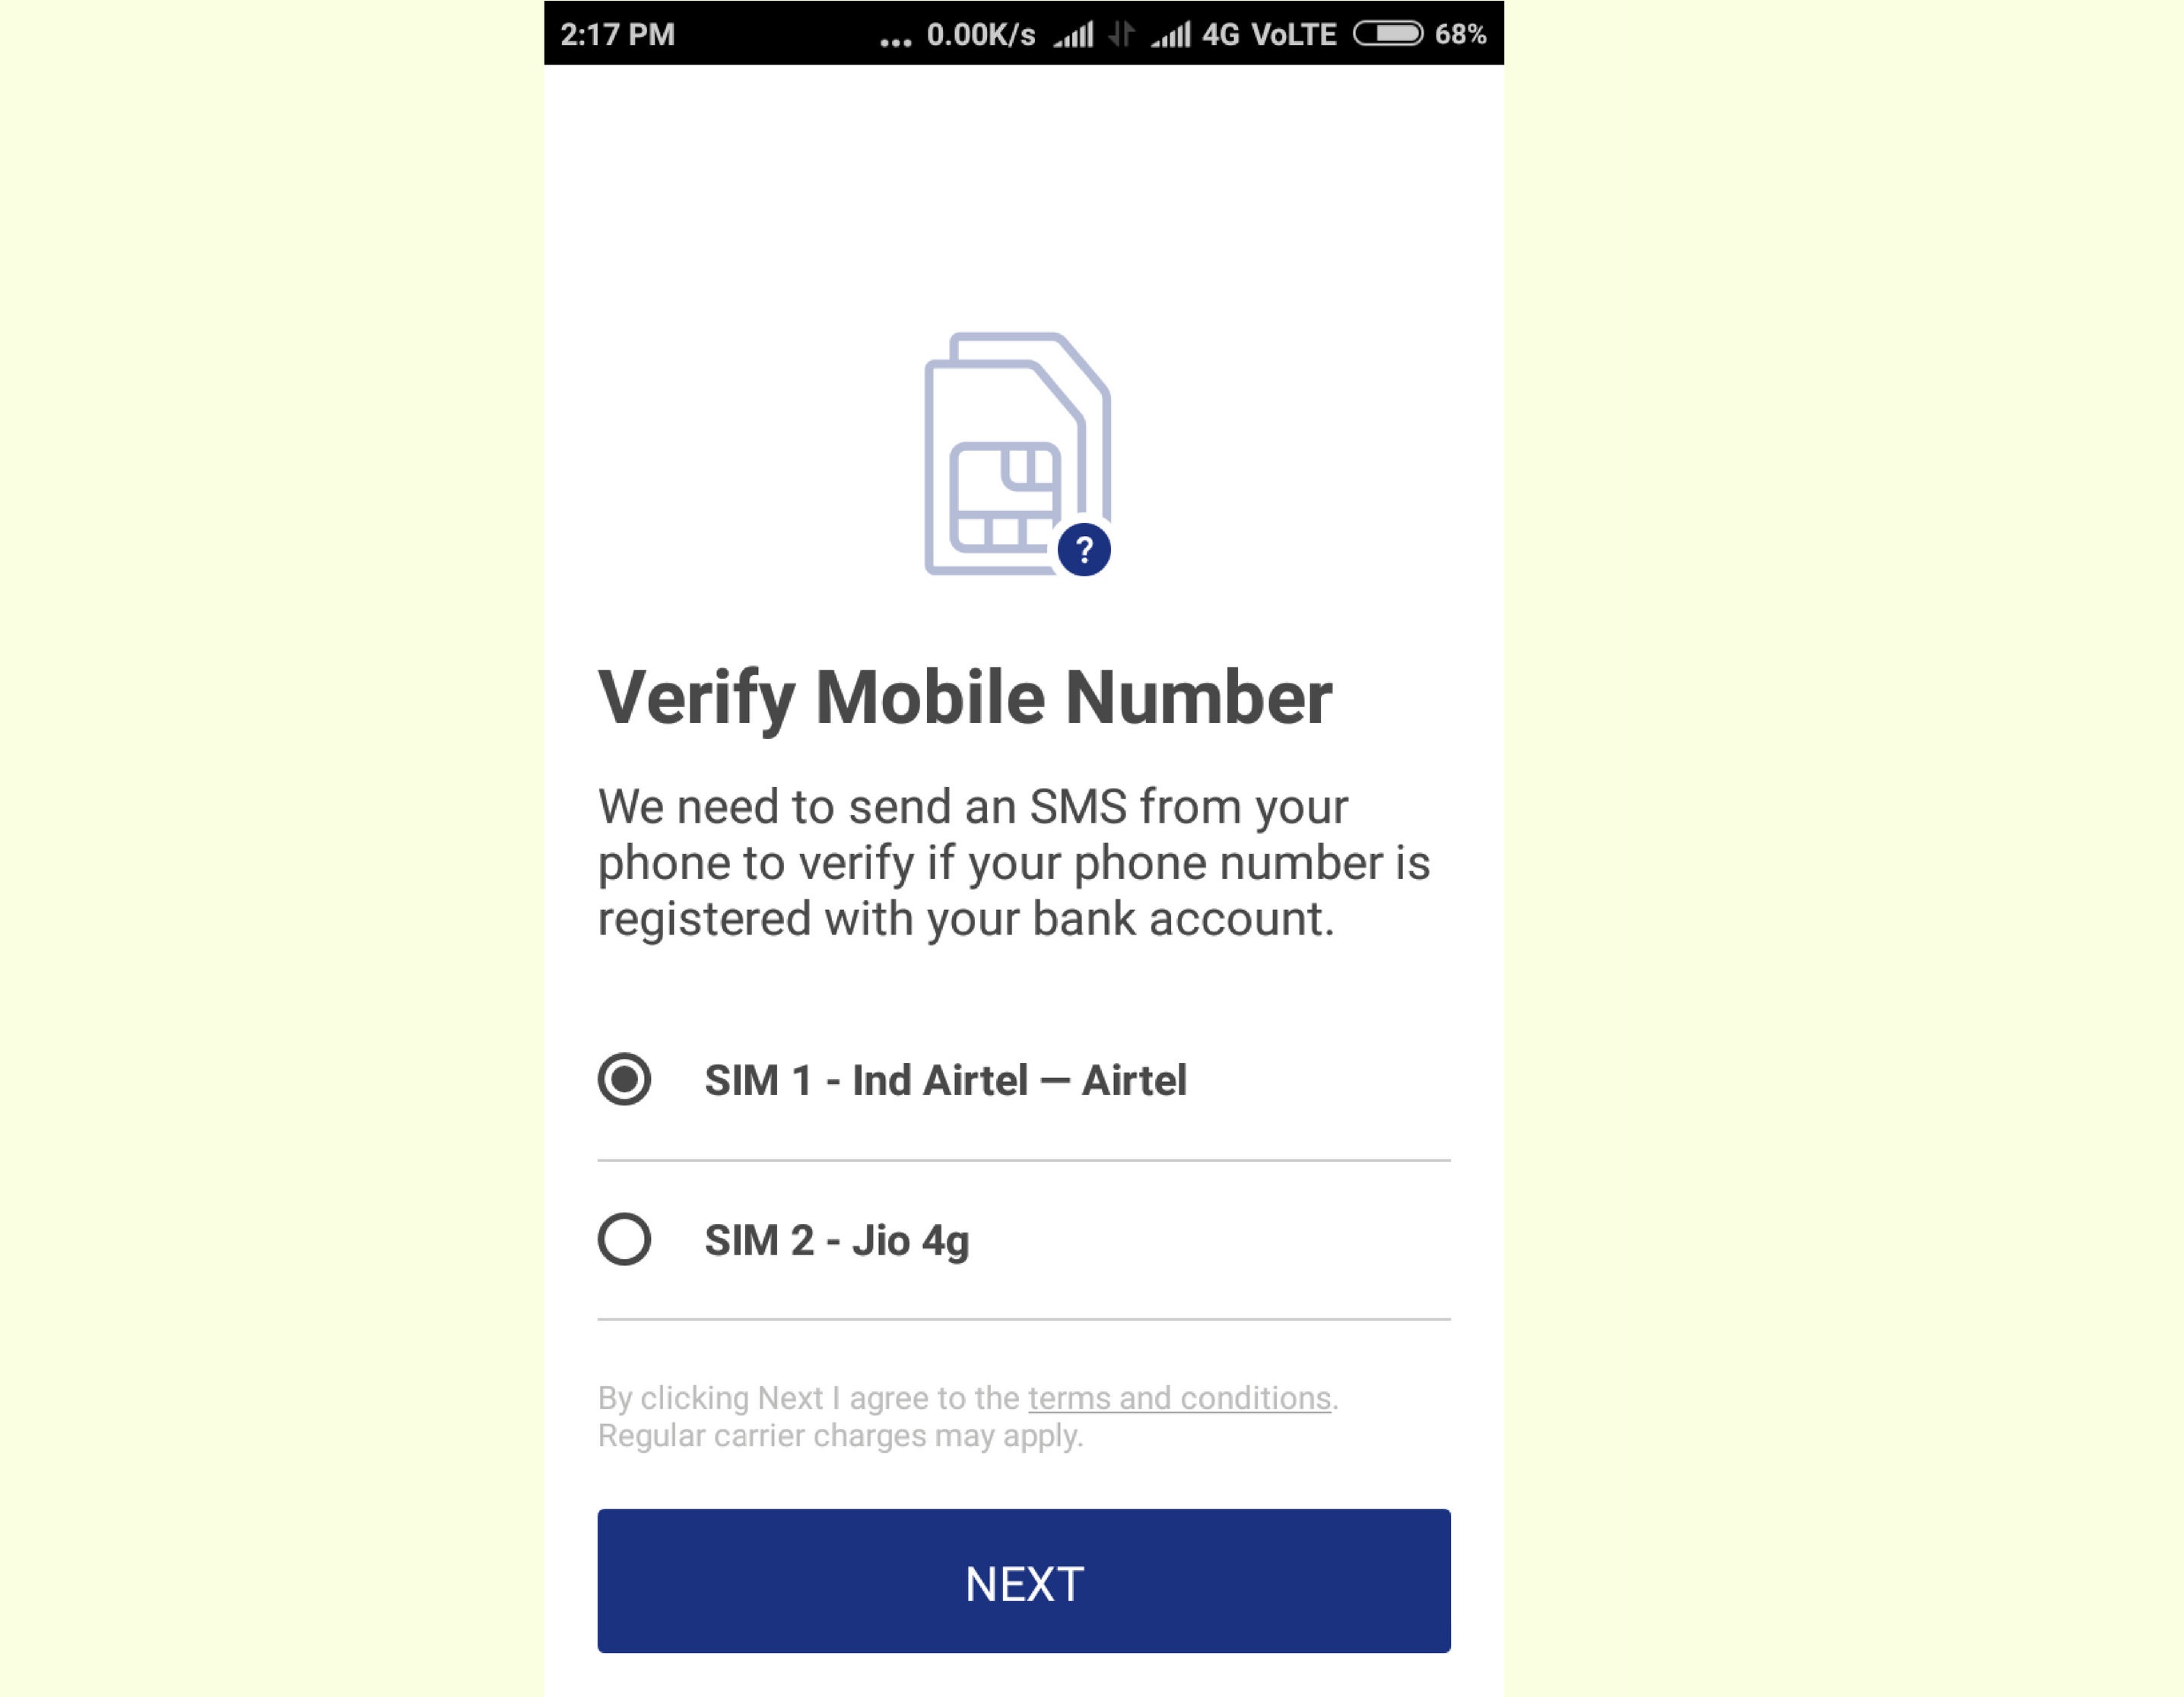 2:17 PM ... 0.00K/s 4G VoLTE 68%
?
Verify Mobile Number
We need to send an SMS from your
phone to verify if your phone number is
registered with your bank account.
SIM 1 - Ind Airtel — Airtel
SIM 2 - Jio 4g
By clicking Next I agree to the terms and conditions.
Regular carrier charges may apply.
NEXT